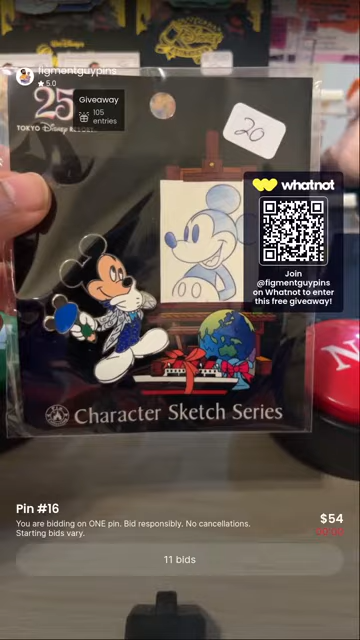 figmentguypins
★ 5.0
25
TOKYO Disney
Giveaway
105
entries
20
whatnot
Join
@figmentguypins
on Whatnot to enter
this free giveaway!
Character Sketch Series
N
Pin #16
You are bidding on ONE pin. Bid responsibly. No cancellations.
Starting bids vary.
$54
11 bids